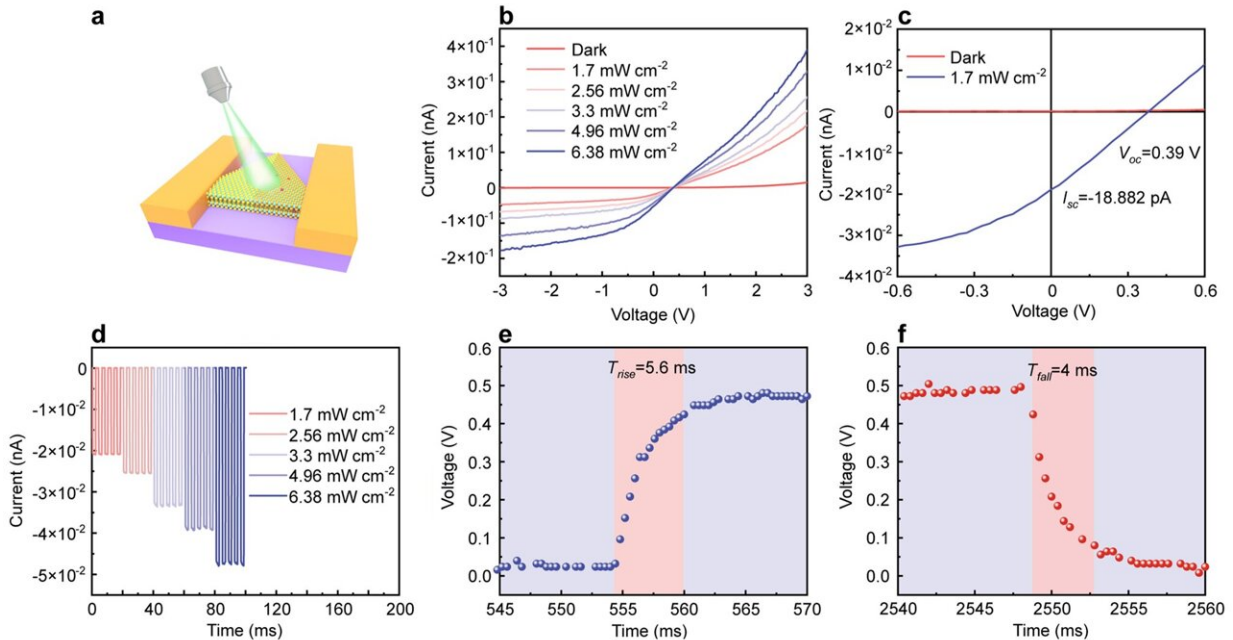 a
b
4×10⁻¹
3×10⁻¹
2×10⁻¹
1×10⁻¹
0
-1×10⁻¹
-2×10⁻¹
Current (nA)
Dark
1.7 mW cm⁻²
2.56 mW cm⁻²
3.3 mW cm⁻²
4.96 mW cm⁻²
6.38 mW cm⁻²
-3 -2 -1 0 1 2 3
Voltage (V)
c
2×10⁻²
1×10⁻²
0
-1×10⁻²
-2×10⁻²
-3×10⁻²
-4×10⁻²
Current (nA)
Dark
1.7 mW cm⁻²
Voc=0.39 V
Isc=-18.882 pA
-0.6 -0.3 0 0.3 0.6
Voltage (V)
d
0
-1×10⁻²
-2×10⁻²
-3×10⁻²
-4×10⁻²
-5×10⁻²
Current (nA)
1.7 mW cm⁻²
2.56 mW cm⁻²
3.3 mW cm⁻²
4.96 mW cm⁻²
6.38 mW cm⁻²
0 40 80 120 160 200
Time (ms)
e
0.6
0.5
0.4
0.3
0.2
0.1
0.0
Voltage (V)
Trise=5.6 ms
545 550 555 560 565 570
Time (ms)
f
0.6
0.5
0.4
0.3
0.2
0.1
0.0
Voltage (V)
Tfall=4 ms
2540 2545 2550 2555 2560
Time (ms)